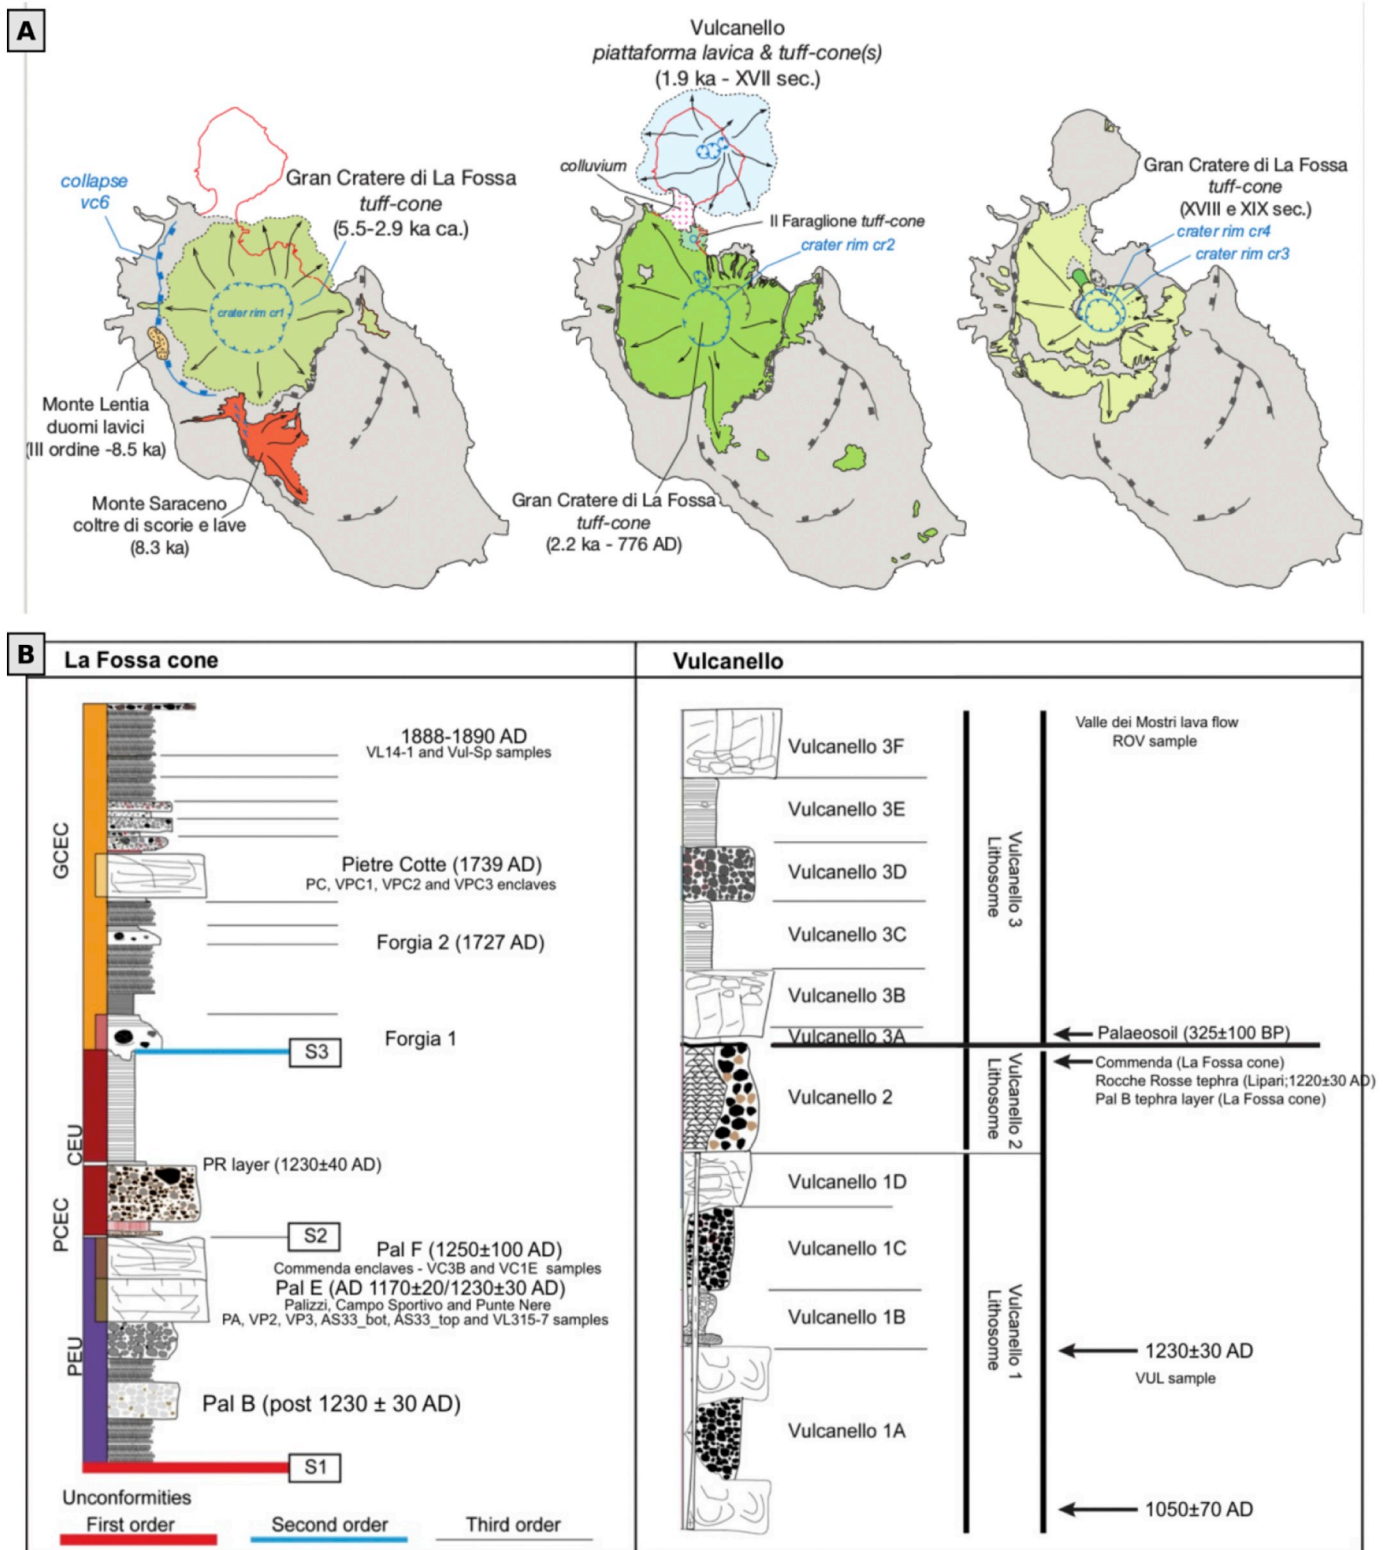 A
Vulcanello
piattaforma lavica & tuff-cone(s)
(1.9 ka - XVII sec.)
collapse
vc6
Gran Cratere di La Fossa
tuff-cone
(5.5-2.9 ka ca.)
crater rim cr1
Monte Lentia
duomi lavici
(III ordine -8.5 ka)
Monte Saraceno
coltre di scorie e lave
(8.3 ka)
colluvium
Il Faraglione tuff-cone
crater rim cr2
Gran Cratere di La Fossa
tuff-cone
(2.2 ka - 776 AD)
Gran Cratere di La Fossa
tuff-cone
(XVIII e XIX sec.)
crater rim cr4
crater rim cr3
B
La Fossa cone
GCEC
CEU
PCEC
PEU
1888-1890 AD
VL14-1 and Vul-Sp samples
Pietre Cotte (1739 AD)
PC, VPC1, VPC2 and VPC3 enclaves
Forgia 2 (1727 AD)
Forgia 1
S3
PR layer (1230±40 AD)
S2
Pal F (1250±100 AD)
Commenda enclaves - VC3B and VC1E samples
Pal E (AD 1170±20/1230±30 AD)
Palizzi, Campo Sportivo and Punte Nere
PA, VP2, VP3, AS33_bot, AS33_top and VL315-7 samples
Pal B (post 1230 ± 30 AD)
S1
Unconformities
First order
Second order
Third order
Vulcanello
Vulcanello 3F
Vulcanello 3E
Vulcanello 3D
Vulcanello 3C
Vulcanello 3B
Vulcanello 3A
Vulcanello 2
Vulcanello 1D
Vulcanello 1C
Vulcanello 1B
Vulcanello 1A
Vulcanello 3
Lithosome
Vulcanello 2
Lithosome
Vulcanello 1
Lithosome
Valle dei Mostri lava flow
ROV sample
Palaeosoil (325±100 BP)
Commenda (La Fossa cone)
Rocche Rosse tephra (Lipari;1220±30 AD)
Pal B tephra layer (La Fossa cone)
1230±30 AD
VUL sample
1050±70 AD